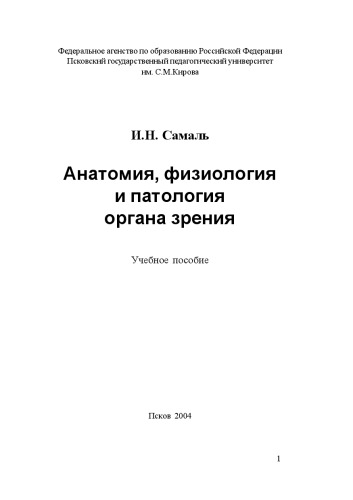 Федеральное агенство по образованию Российской Федерации
Псковский государственный педагогический университет
им. С.М.Кирова
И.Н. Самаль
Анатомия, физиология
и патология
органа зрения
Учебное пособие
Псков 2004
1